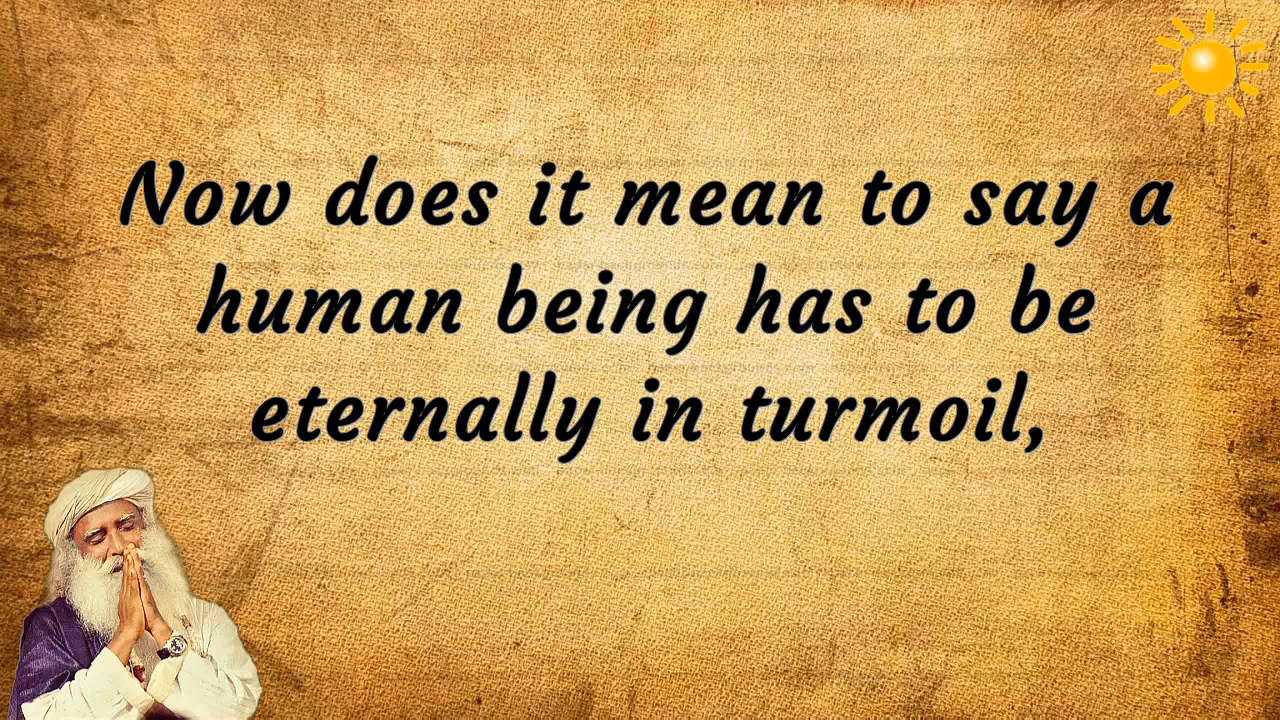 Now does it mean to say a
human being has to be
eternally in turmoil,